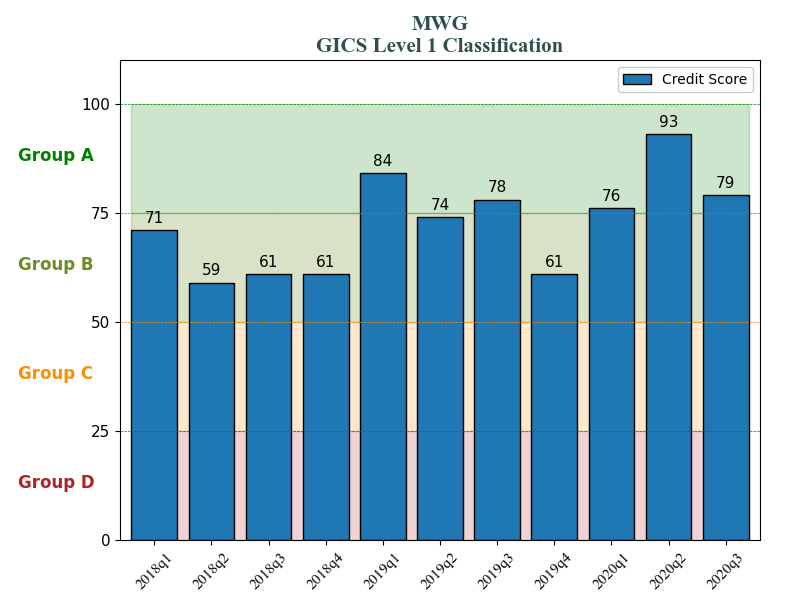 MWG
GICS Level 1 Classification
Credit Score
100
Group A
75
Group B
50
Group C
25
Group D
0
71
59
61
61
84
74
78
61
76
93
79
2018q1
2018q2
2018q3
2018q4
2019q1
2019q2
2019q3
2019q4
2020q1
2020q2
2020q3